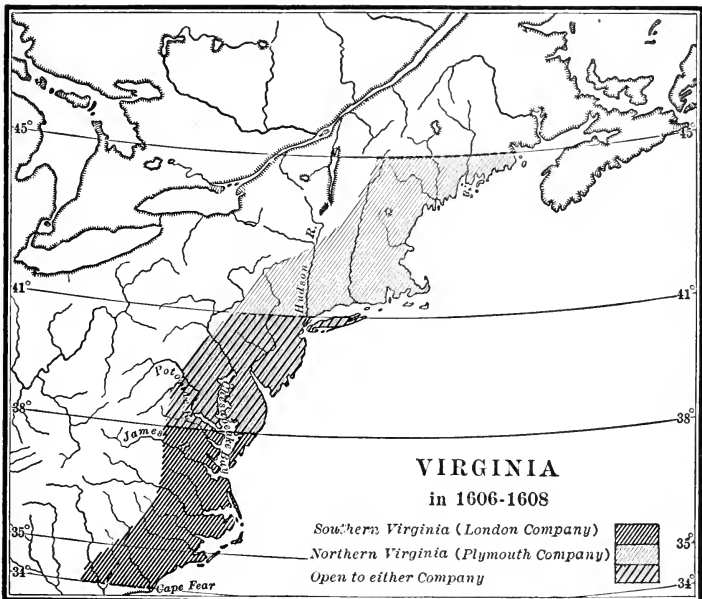 45°
45°
Hudson R.
41°
41°
Potomac
Chesapeake Bay
38°
38°
James
VIRGINIA
in 1606-1608
Southern Virginia (London Company)
Northern Virginia (Plymouth Company)
Open to either Company
35°
35°
34°
34°
Cape Fear